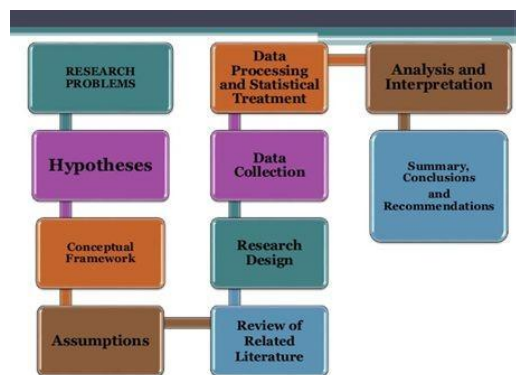 RESEARCH
PROBLEMS
Hypotheses
Conceptual
Framework
Assumptions
Review of
Related
Literature
Research
Design
Data
Collection
Data
Processing
and Statistical
Treatment
Analysis and
Interpretation
Summary,
Conclusions
and
Recommendations